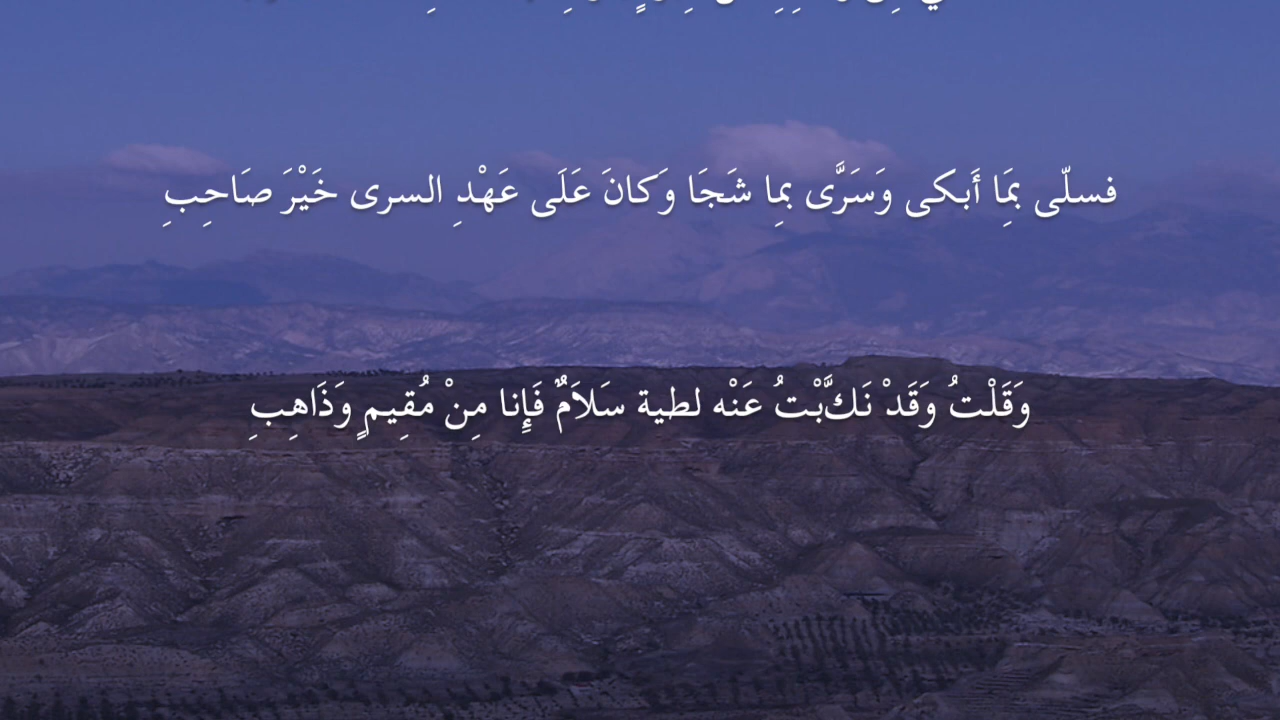 فسلّى بِمَا أَبكى وَسَرَّى بِما شَجَا وَكانَ عَلَى عَهْدِ السرى خَيْرَ صَاحِبِ
وَقَلْتُ وَقَدْ نَكَّبْتُ عَنْه لطية سَلاَمٌ فَإِنا مِنْ مُقِيمٍ وَذَاهِبِ